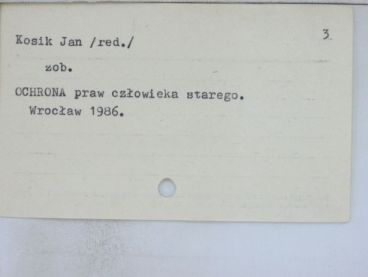 Kosik Jan /red./ 3.
zob.
OCHRONA praw człowieka starego.
Wrocław 1986.